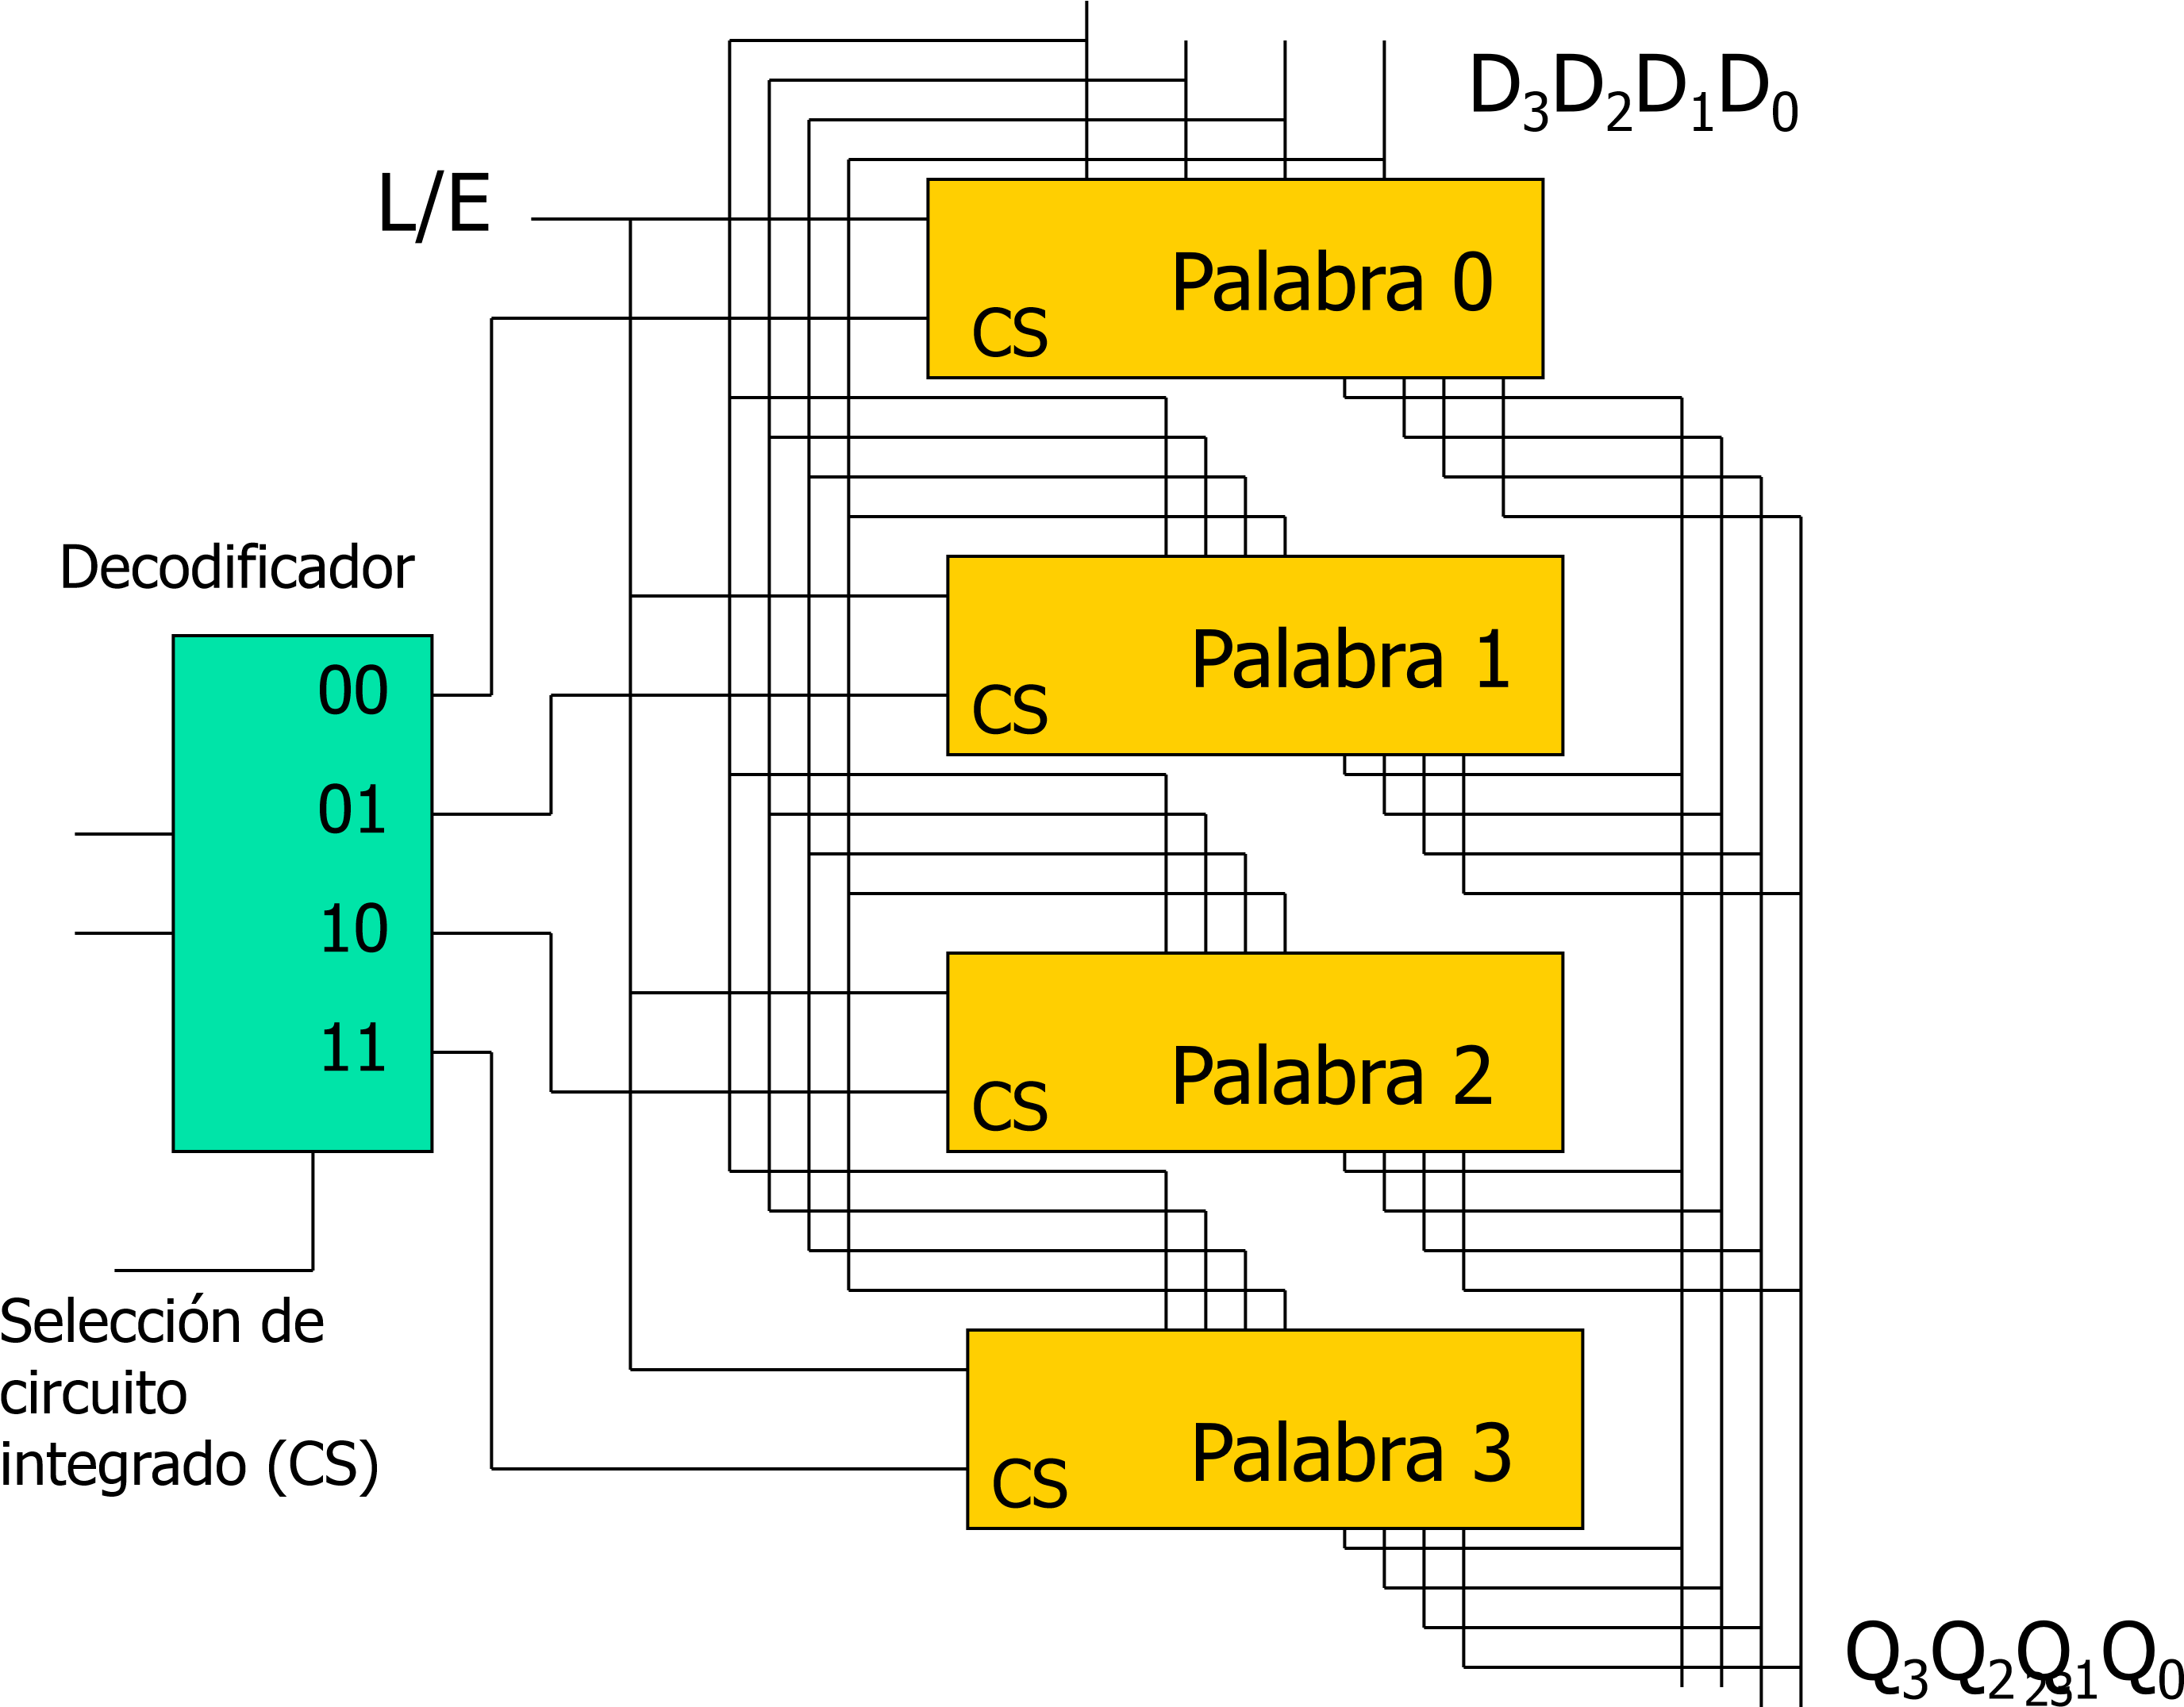 D₃D₂D₁D₀
L/E
Palabra 0
CS
Decodificador
Palabra 1
CS
00
01
10
11
Palabra 2
CS
Selección de
circuito
integrado (CS)
Palabra 3
CS
Q₃Q₂Q₁Q₀
23